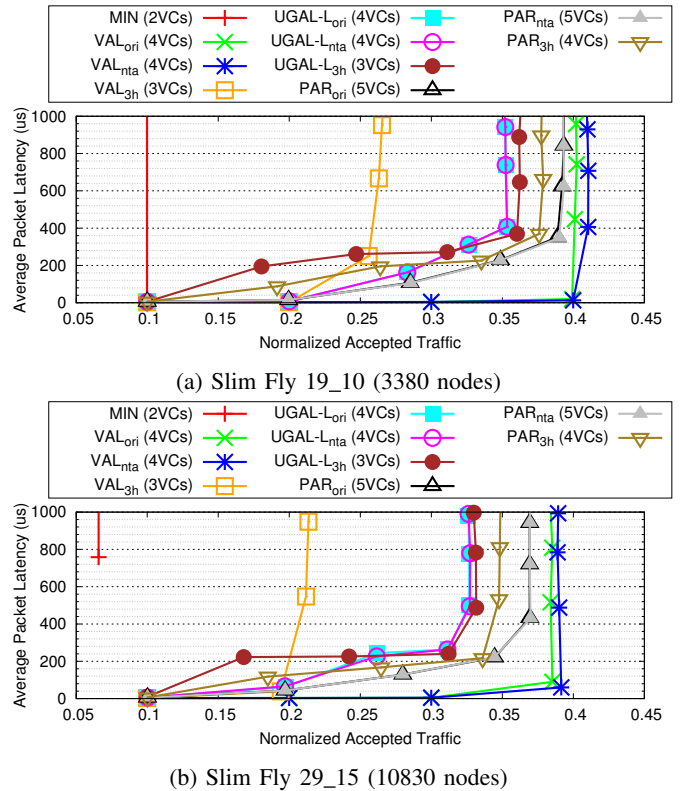 MIN (2VCs)
VALori (4VCs)
VALnta (4VCs)
VAL3h (3VCs)
UGAL-Lori (4VCs)
UGAL-Lnta (4VCs)
UGAL-L3h (3VCs)
PARori (5VCs)
PARnta (5VCs)
PAR3h (4VCs)
Average Packet Latency (us)
1000
800
600
400
200
0
0.05 0.1 0.15 0.2 0.25 0.3 0.35 0.4 0.45
Normalized Accepted Traffic
(a) Slim Fly 19_10 (3380 nodes)
MIN (2VCs)
VALori (4VCs)
VALnta (4VCs)
VAL3h (3VCs)
UGAL-Lori (4VCs)
UGAL-Lnta (4VCs)
UGAL-L3h (3VCs)
PARori (5VCs)
PARnta (5VCs)
PAR3h (4VCs)
Average Packet Latency (us)
1000
800
600
400
200
0
0.05 0.1 0.15 0.2 0.25 0.3 0.35 0.4 0.45
Normalized Accepted Traffic
(b) Slim Fly 29_15 (10830 nodes)